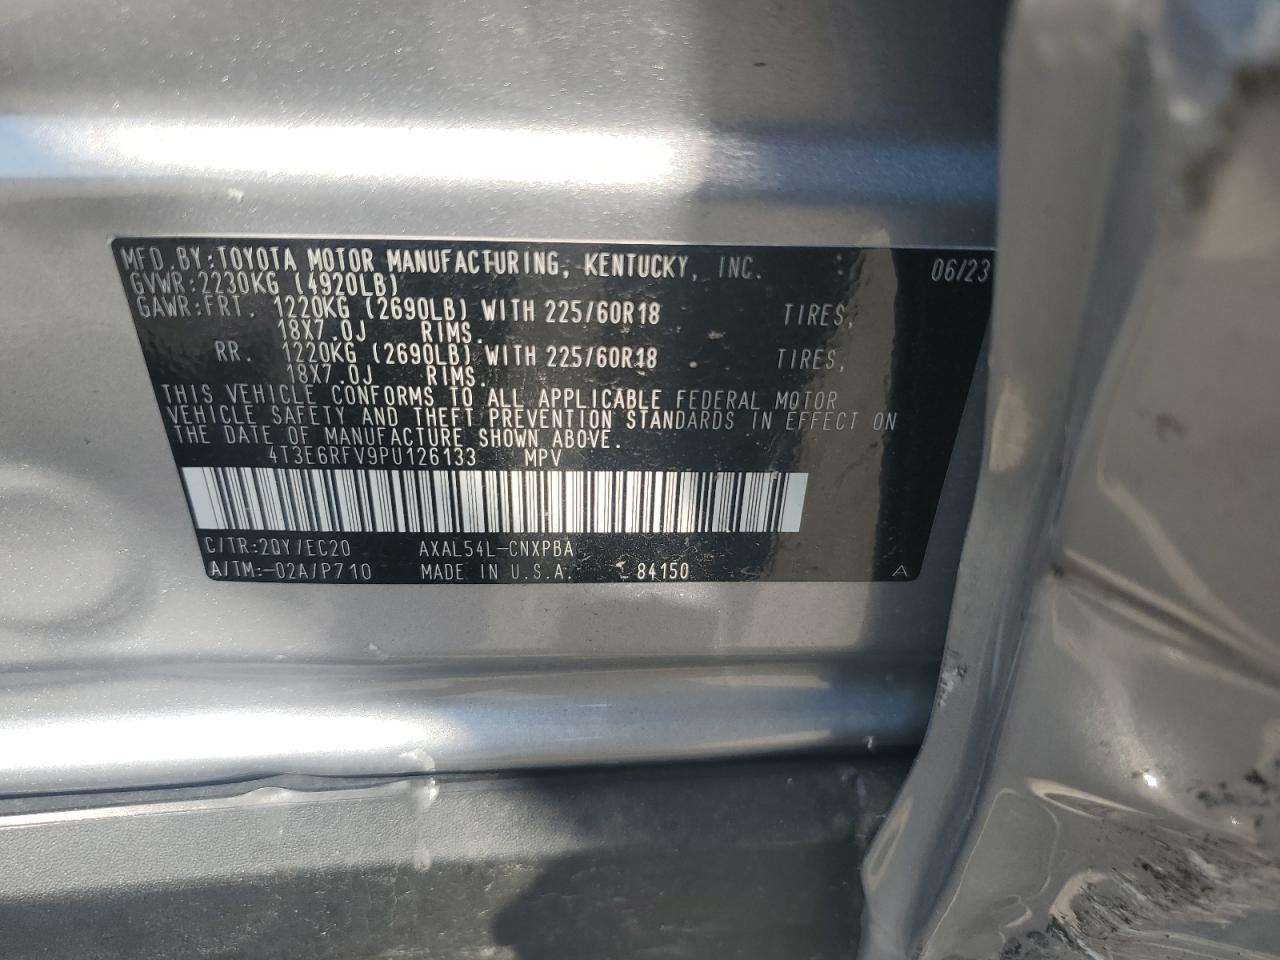 MFD. BY: TOYOTA MOTOR MANUFACTURING, KENTUCKY, INC. 06/23
GVWR: 2230KG (4920LB)
GAWR: FRT. 1220KG (2690LB) WITH 225/60R18 TIRES,
18X7.0J RIMS.
RR. 1220KG (2690LB) WITH 225/60R18 TIRES,
18X7.0J RIMS.
THIS VEHICLE CONFORMS TO ALL APPLICABLE FEDERAL MOTOR
VEHICLE SAFETY AND THEFT PREVENTION STANDARDS IN EFFECT ON
THE DATE OF MANUFACTURE SHOWN ABOVE.
4T3E6RFV9PU126133 MPV
C/TR: 2QY/EC20 AXAL54L-CNXPBA
A/TM: -02A/P710 MADE IN U.S.A. 84150 A